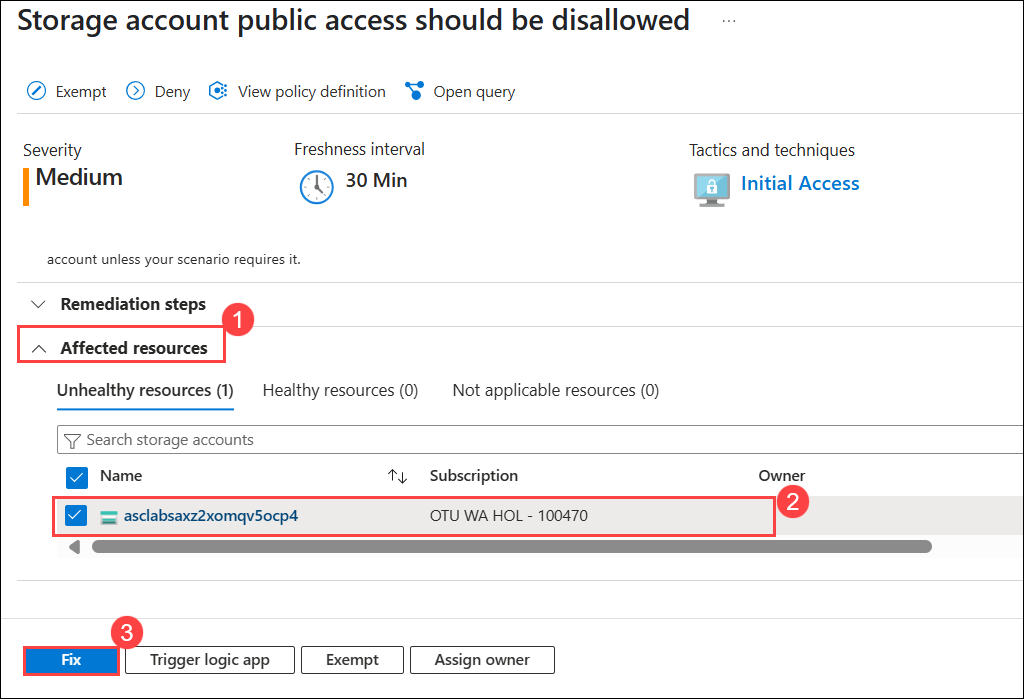 Storage account public access should be disallowed ...
Exempt Deny View policy definition Open query
Severity Freshness interval Tactics and techniques
Medium 30 Min Initial Access
account unless your scenario requires it.
Remediation steps
1
Affected resources
Unhealthy resources (1) Healthy resources (0) Not applicable resources (0)
Search storage accounts
Name Subscription Owner
asclabsaxz2xomqv5ocp4 OTU WA HOL - 100470 2
3
Fix Trigger logic app Exempt Assign owner